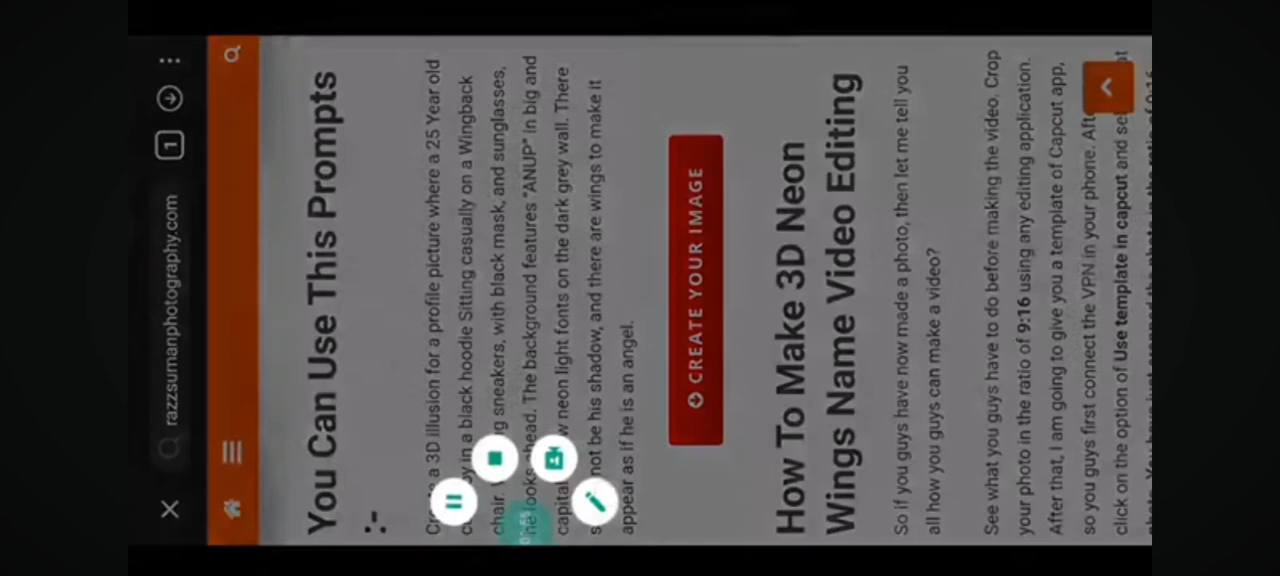 razzsumanphotography.com
1
You Can Use This Prompts
:-
a 3D illusion for a profile picture where a 25 Year old
in a black hoodie Sitting casually on a Wingback
chair. sneakers, with black mask, and sunglasses,
he looks ahead. The background features "ANUP" in big and
capital neon light fonts on the dark grey wall. There
not be his shadow, and there are wings to make it
appear as if he is an angel.
CREATE YOUR IMAGE
How To Make 3D Neon
Wings Name Video Editing
So if you guys have now made a photo, then let me tell you
all how you guys can make a video?
See what you guys have to do before making the video. Crop
your photo in the ratio of 9:16 using any editing application.
After that, I am going to give you a template of Capcut app,
so you guys first connect the VPN in your phone.
click on the option of Use template in caput and